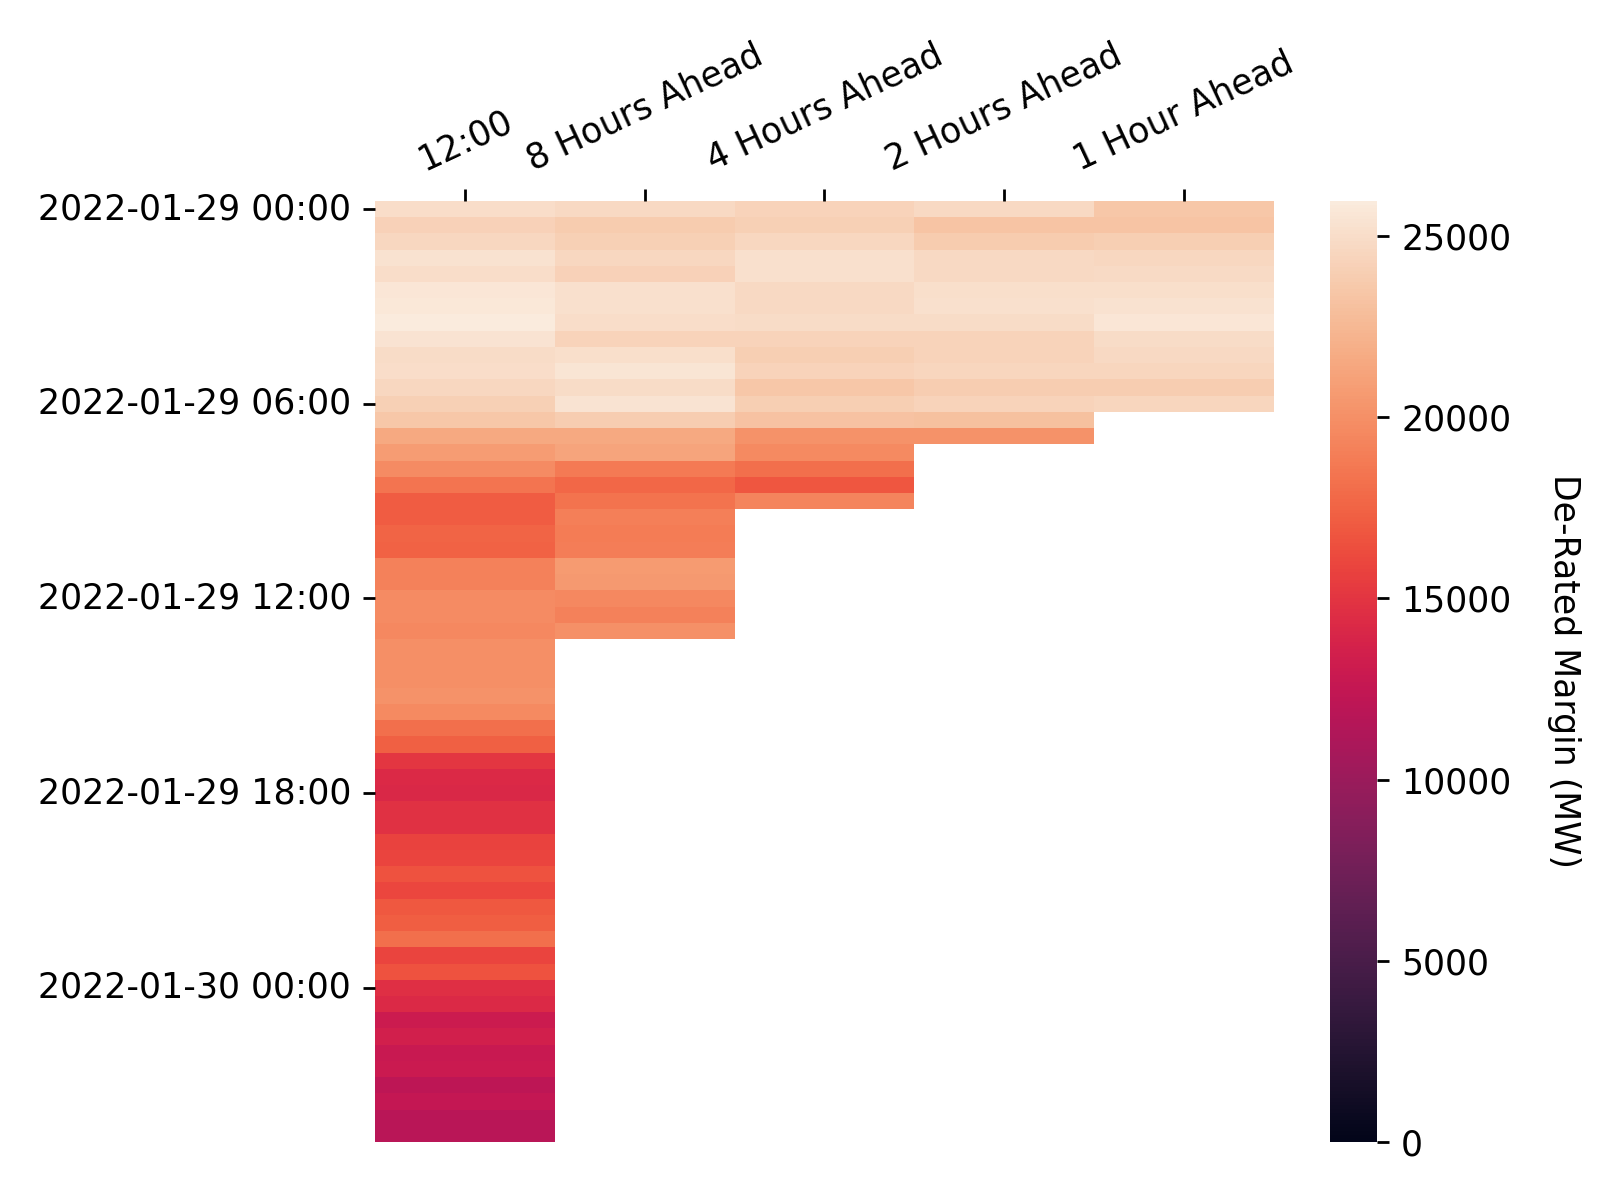 12:00
8 Hours Ahead
4 Hours Ahead
2 Hours Ahead
1 Hour Ahead
2022-01-29 00:00
2022-01-29 06:00
2022-01-29 12:00
2022-01-29 18:00
2022-01-30 00:00
25000
20000
15000
10000
5000
0
De-Rated Margin (MW)